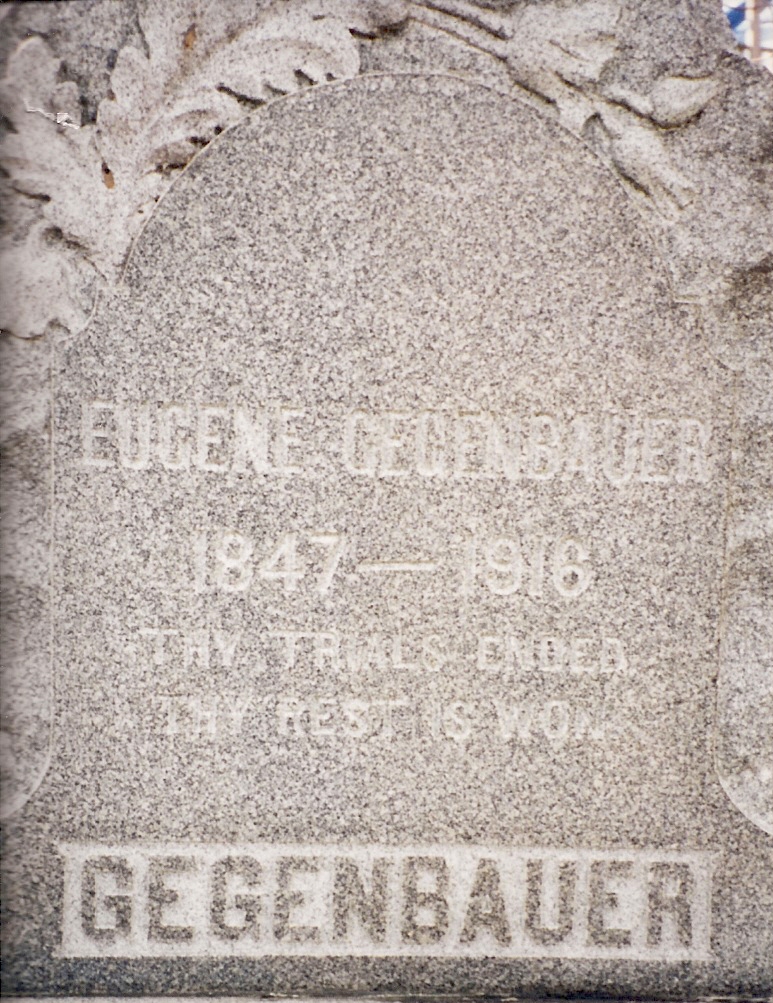 EUGENE GEGENBAUER
1847 — 1916
THY TRIALS ENDED,
THY REST IS WON.
GEGENBAUER